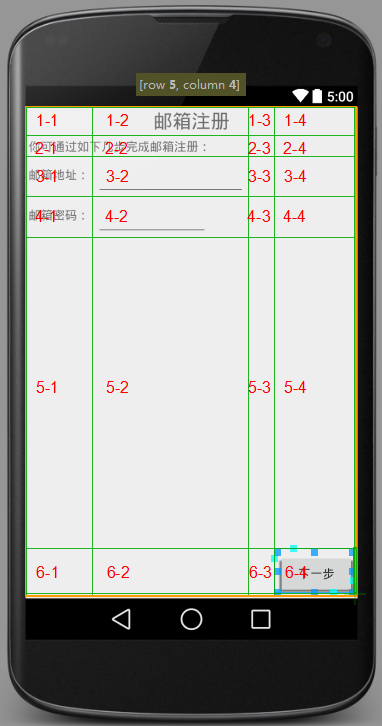 [row 5, column 4]
5:00
1-1 1-2 邮箱注册 1-3 1-4
你可通过如下几步完成邮箱注册：
2-1 2-2 2-3 2-4
邮箱地址：
3-1 3-2 3-3 3-4
邮箱密码：
4-1 4-2 4-3 4-4
5-1 5-2 5-3 5-4
6-1 6-2 6-3 6-4 下一步